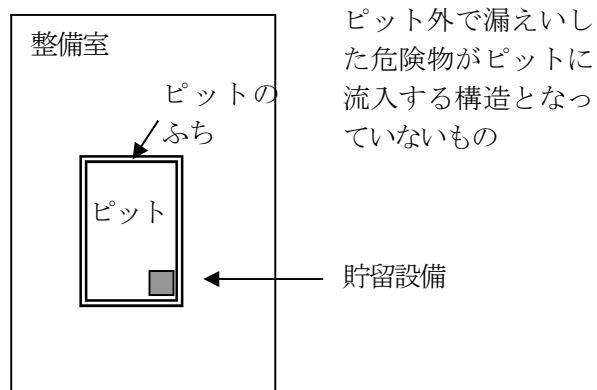 整備室
ピットの
ふち
ピット
ピット外で漏えいし
た危険物がピットに
流入する構造となっ
ていないもの
貯留設備